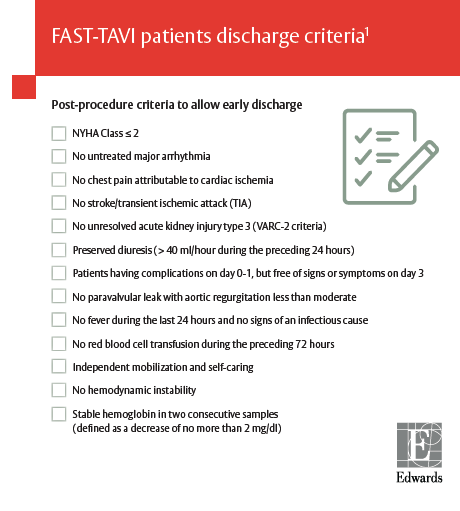 FAST-TAVI patients discharge criteria¹
Post-procedure criteria to allow early discharge
NYHA Class ≤ 2
No untreated major arrhythmia
No chest pain attributable to cardiac ischemia
No stroke/transient ischemic attack (TIA)
No unresolved acute kidney injury type 3 (VARC-2 criteria)
Preserved diuresis (> 40 ml/hour during the preceding 24 hours)
Patients having complications on day 0-1, but free of signs or symptoms on day 3
No paravalvular leak with aortic regurgitation less than moderate
No fever during the last 24 hours and no signs of an infectious cause
No red blood cell transfusion during the preceding 72 hours
Independent mobilization and self-caring
No hemodynamic instability
Stable hemoglobin in two consecutive samples
(defined as a decrease of no more than 2 mg/dl)
E
Edwards